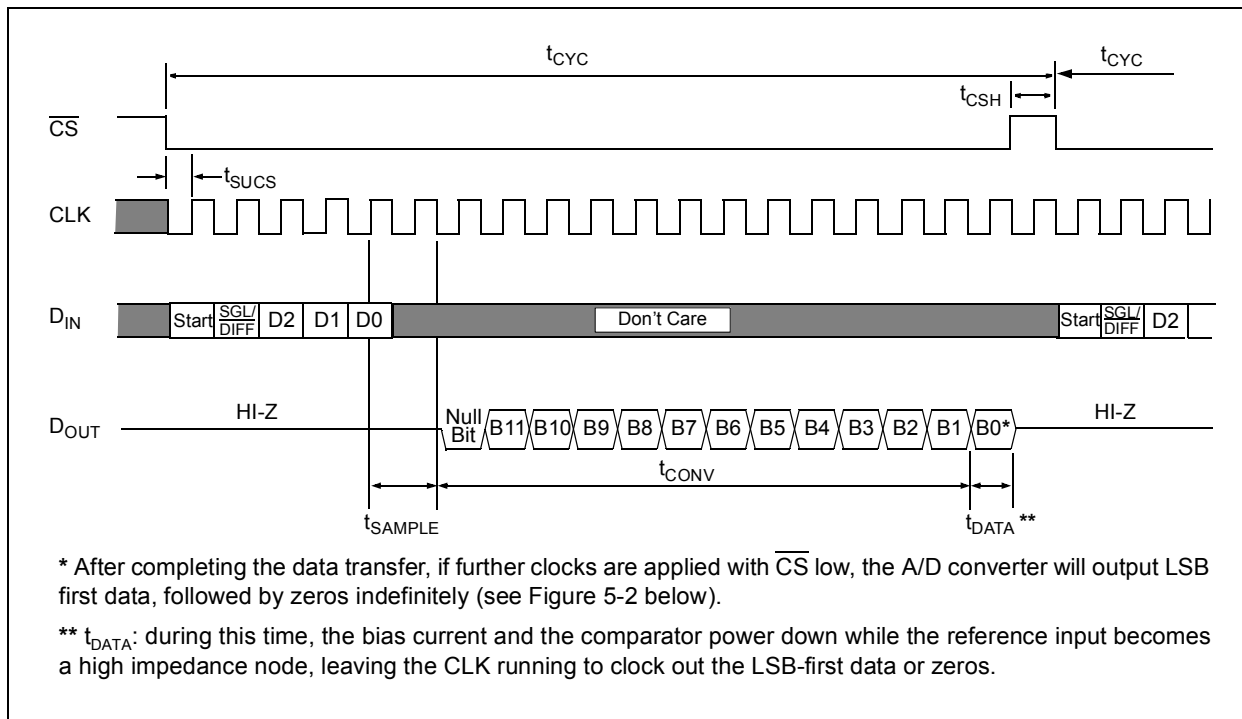 tCYC tCYC
tCSH
CS
tSUCS
CLK
DIN Start SGL/DIFF D2 D1 D0 Don't Care Start SGL/DIFF D2
HI-Z HI-Z
DOUT Null Bit B11 B10 B9 B8 B7 B6 B5 B4 B3 B2 B1 B0*
tCONV
tSAMPLE tDATA **
* After completing the data transfer, if further clocks are applied with CS low, the A/D converter will output LSB
first data, followed by zeros indefinitely (see Figure 5-2 below).
** tDATA: during this time, the bias current and the comparator power down while the reference input becomes
a high impedance node, leaving the CLK running to clock out the LSB-first data or zeros.